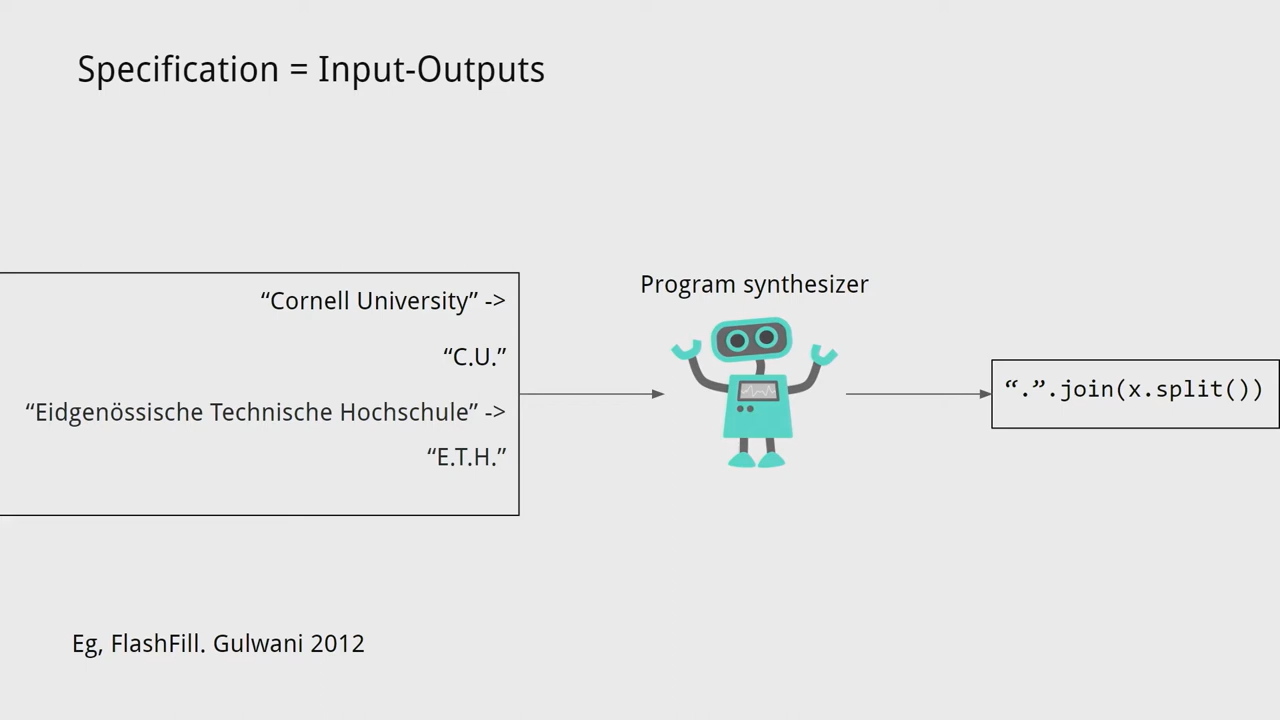 Specification = Input-Outputs
“Cornell University” ->
“C.U.”
“Eidgenössische Technische Hochschule” ->
“E.T.H.”
Program synthesizer
“.”.join(x.split())
Eg, FlashFill. Gulwani 2012